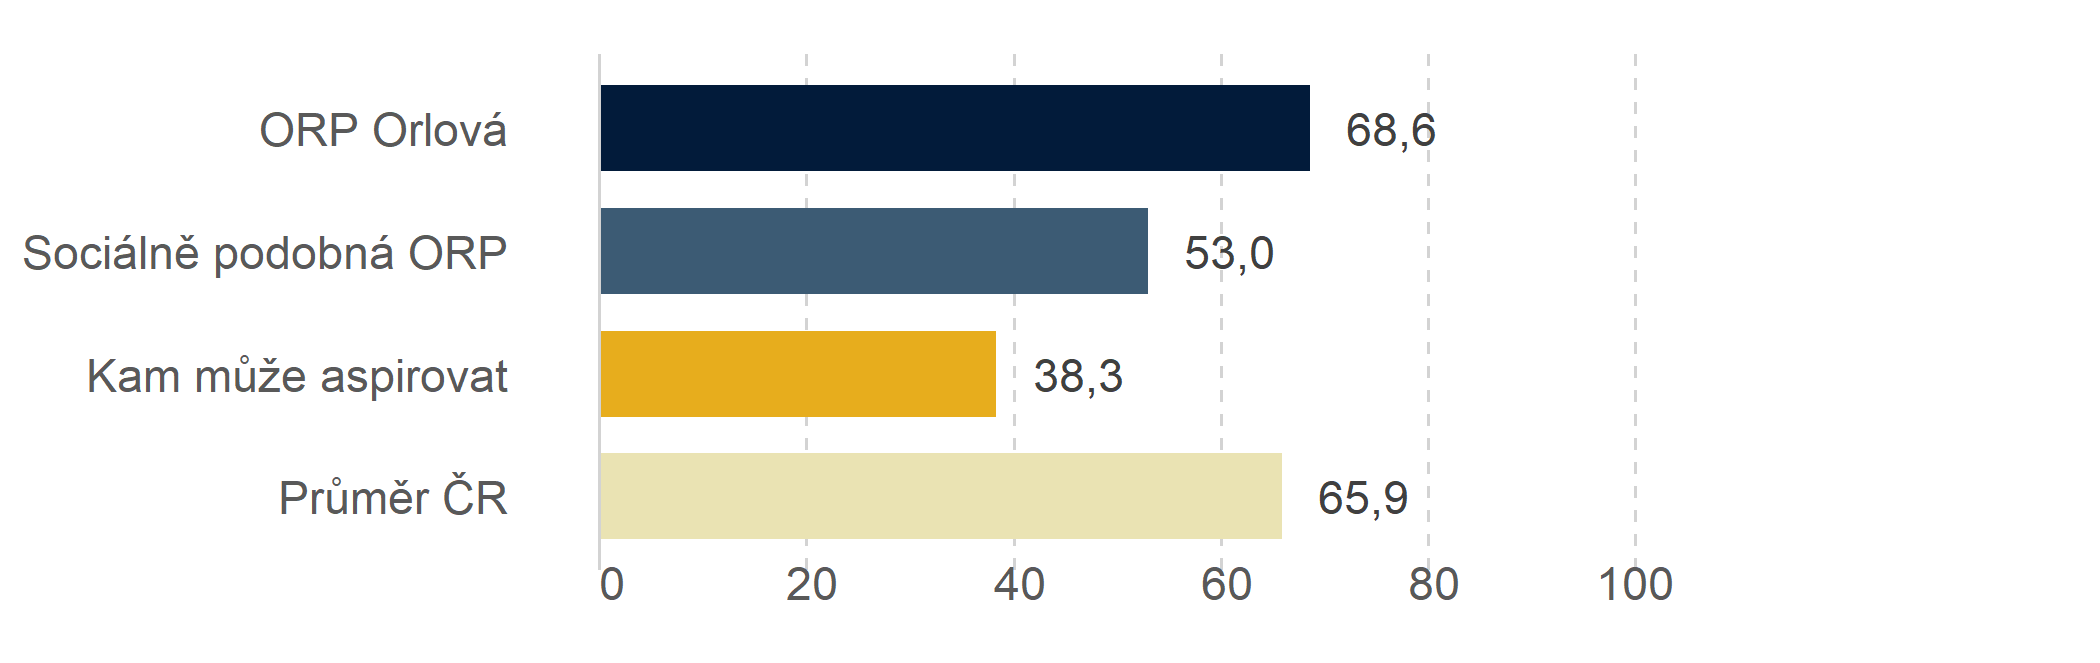 ORP Orlová 68,6
Sociálně podobná ORP 53,0
Kam může aspirovat 38,3
Průměr ČR 65,9
0 20 40 60 80 100